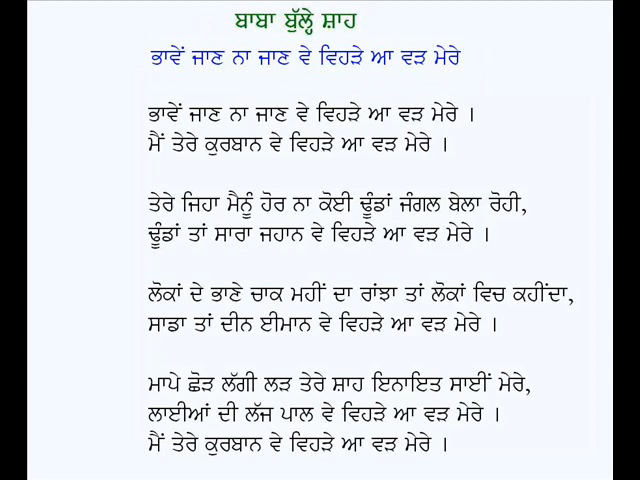 ਬਾਬਾ ਬੁੱਲ੍ਹੇ ਸ਼ਾਹ
ਭਾਵੇਂ ਜਾਣ ਨਾ ਜਾਣ ਵੇ ਵਿਹੜੇ ਆ ਵੜ ਮੇਰੇ
ਭਾਵੇਂ ਜਾਣ ਨਾ ਜਾਣ ਵੇ ਵਿਹੜੇ ਆ ਵੜ ਮੇਰੇ ।
ਮੈਂ ਤੇਰੇ ਕੁਰਬਾਨ ਵੇ ਵਿਹੜੇ ਆ ਵੜ ਮੇਰੇ ।
ਤੇਰੇ ਜਿਹਾ ਮੈਨੂੰ ਹੋਰ ਨਾ ਕੋਈ ਢੂੰਡਾਂ ਜੰਗਲ ਬੇਲਾ ਰੋਹੀ,
ਢੂੰਡਾਂ ਤਾਂ ਸਾਰਾ ਜਹਾਨ ਵੇ ਵਿਹੜੇ ਆ ਵੜ ਮੇਰੇ ।
ਲੋਕਾਂ ਦੇ ਭਾਣੇ ਚਾਕ ਮਹੀਂ ਦਾ ਰਾਂਝਾ ਤਾਂ ਲੋਕਾਂ ਵਿਚ ਕਹੀਂਦਾ,
ਸਾਡਾ ਤਾਂ ਦੀਨ ਈਮਾਨ ਵੇ ਵਿਹੜੇ ਆ ਵੜ ਮੇਰੇ ।
ਮਾਪੇ ਛੋੜ ਲੱਗੀ ਲੜ ਤੇਰੇ ਸ਼ਾਹ ਇਨਾਇਤ ਸਾਈਂ ਮੇਰੇ,
ਲਾਈਆਂ ਦੀ ਲੱਜ ਪਾਲ ਵੇ ਵਿਹੜੇ ਆ ਵੜ ਮੇਰੇ ।
ਮੈਂ ਤੇਰੇ ਕੁਰਬਾਨ ਵੇ ਵਿਹੜੇ ਆ ਵੜ ਮੇਰੇ ।